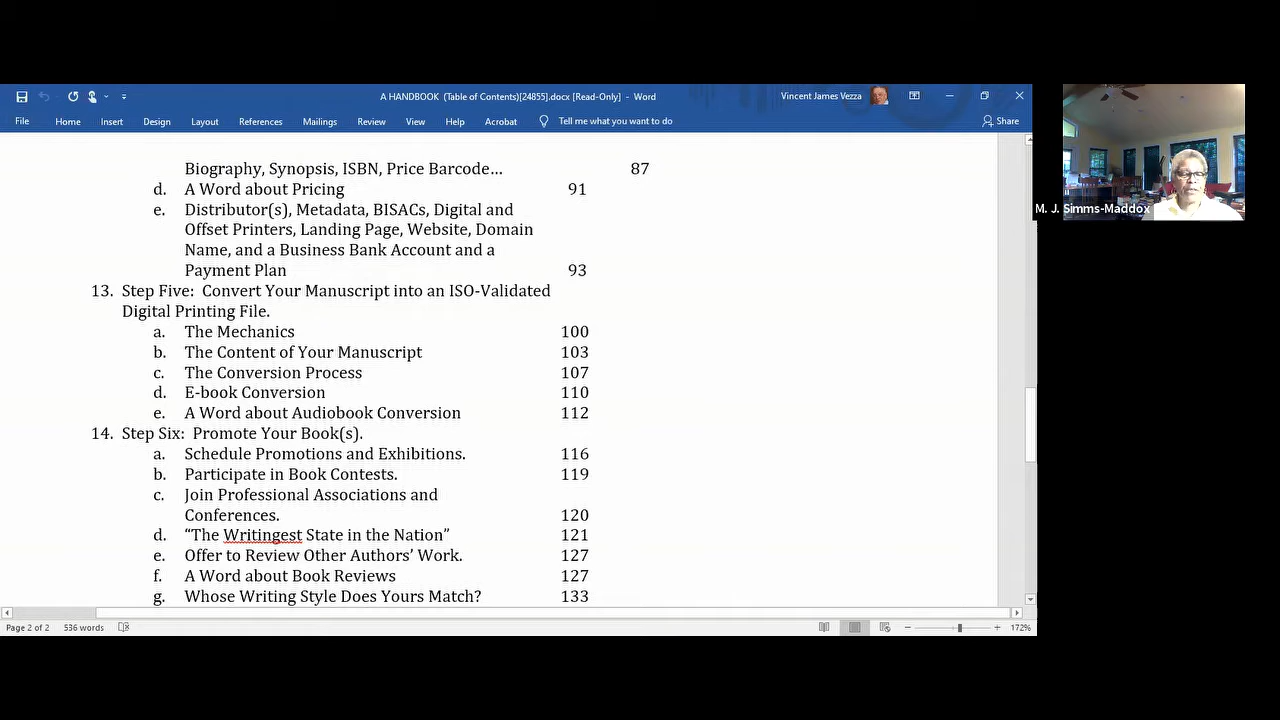 A HANDBOOK (Table of Contents)[24855].docx [Read-Only] - Word
Vincent James Vezza
File Home Insert Design Layout References Mailings Review View Help Acrobat Tell me what you want to do Share
Biography, Synopsis, ISBN, Price Barcode... 87
d. A Word about Pricing 91
e. Distributor(s), Metadata, BISACs, Digital and
Offset Printers, Landing Page, Website, Domain
Name, and a Business Bank Account and a
Payment Plan 93
13. Step Five: Convert Your Manuscript into an ISO-Validated
Digital Printing File.
a. The Mechanics 100
b. The Content of Your Manuscript 103
c. The Conversion Process 107
d. E-book Conversion 110
e. A Word about Audiobook Conversion 112
14. Step Six: Promote Your Book(s).
a. Schedule Promotions and Exhibitions. 116
b. Participate in Book Contests. 119
c. Join Professional Associations and
Conferences. 120
d. “The Writingest State in the Nation” 121
e. Offer to Review Other Authors’ Work. 127
f. A Word about Book Reviews 127
g. Whose Writing Style Does Yours Match? 133
Page 2 of 2 536 words 172%
M. J. Simms-Maddox